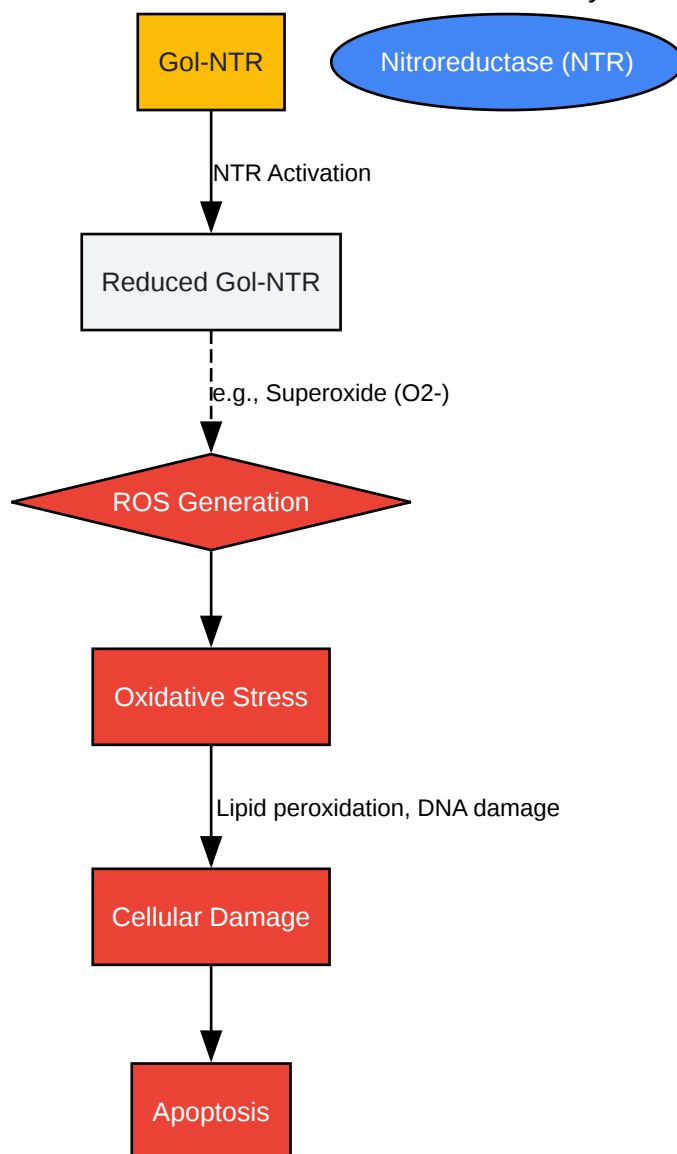 Gol-NTR
Nitroreductase (NTR)
NTR Activation
Reduced Gol-NTR
e.g., Superoxide (O2-)
ROS Generation
Oxidative Stress
Lipid peroxidation, DNA damage
Cellular Damage
Apoptosis